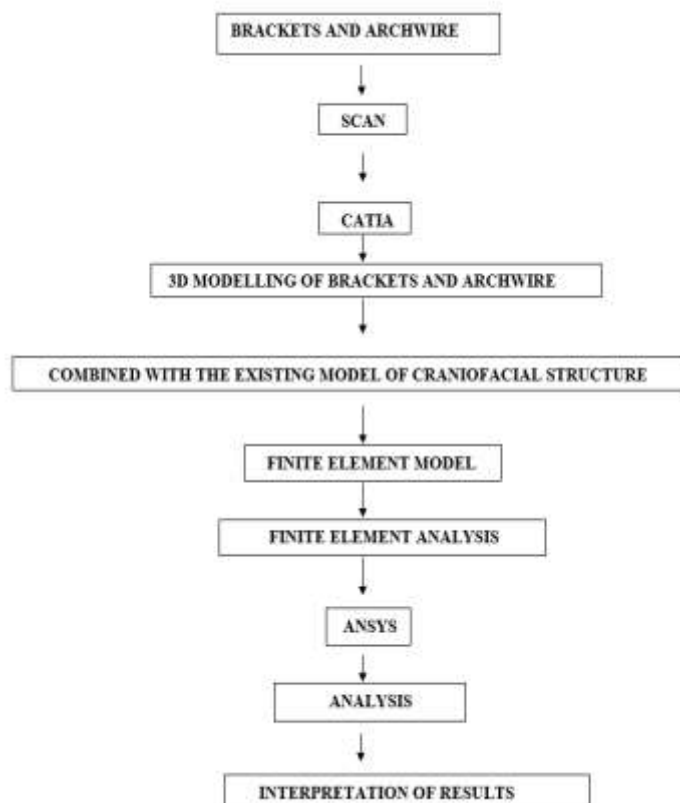 BRACKETS AND ARCHWIRE
SCAN
CATIA
3D MODELLING OF BRACKETS AND ARCHWIRE
COMBINED WITH THE EXISTING MODEL OF CRANIOFACIAL STRUCTURE
FINITE ELEMENT MODEL
FINITE ELEMENT ANALYSIS
ANSYS
ANALYSIS
INTERPRETATION OF RESULTS